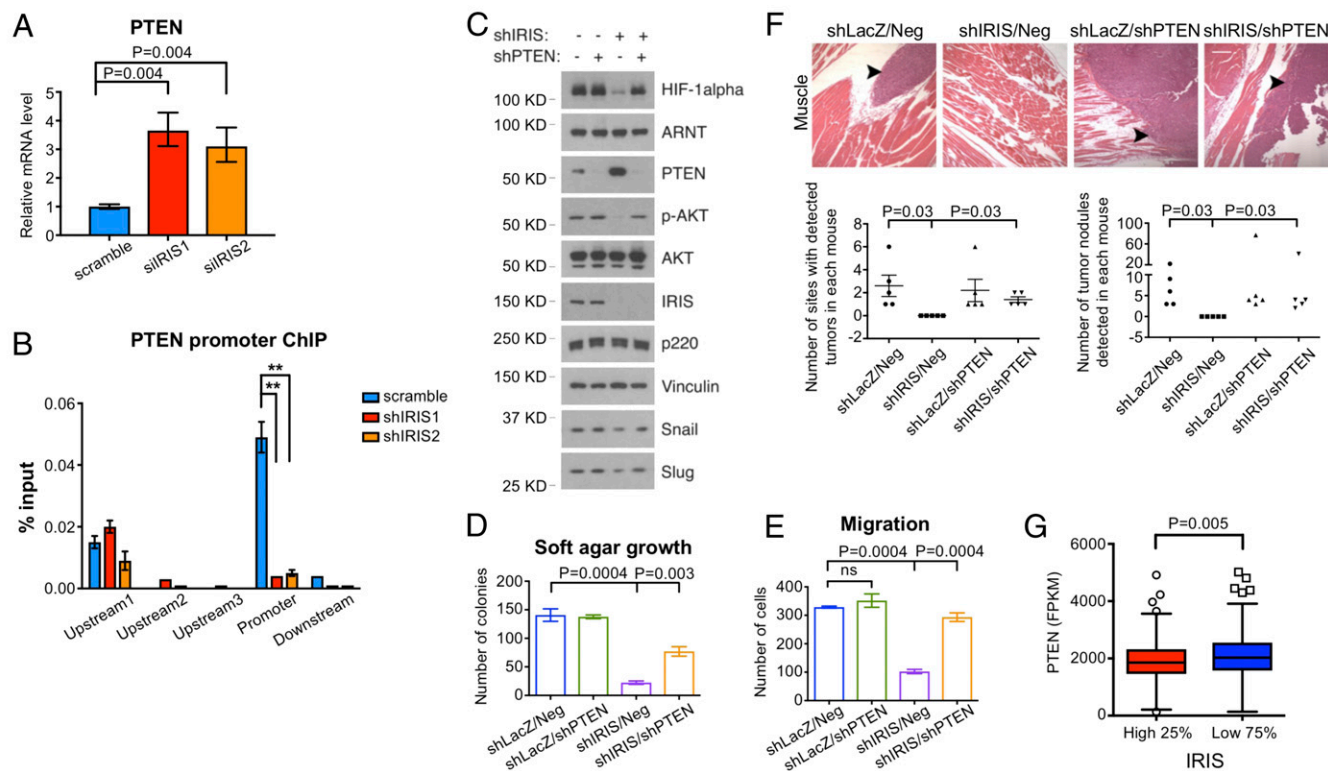 A
PTEN
P=0.004
P=0.004
Relative mRNA level
5
4
3
2
1
0
scramble
siIRIS1
siIRIS2
B
PTEN promoter ChIP
**
**
scramble
shIRIS1
shIRIS2
% input
0.06
0.04
0.02
0.00
Upstream1
Upstream2
Upstream3
Promoter
Downstream
C
shIRIS: - - + +
shPTEN: - + - +
100 KD HIF-1alpha
100 KD ARNT
50 KD PTEN
50 KD p-AKT
50 KD AKT
150 KD IRIS
250 KD p220
150 KD Vinculin
37 KD Snail
25 KD Slug
D
Soft agar growth
P=0.0004
P=0.003
Number of colonies
200
150
100
50
0
shLacZ/Neg
shLacZ/shPTEN
shIRIS/Neg
shIRIS/shPTEN
E
Migration
P=0.0004
P=0.0004
ns
Number of cells
400
300
200
100
0
shLacZ/Neg
shLacZ/shPTEN
shIRIS/Neg
shIRIS/shPTEN
F
shLacZ/Neg
shIRIS/Neg
shLacZ/shPTEN
shIRIS/shPTEN
Muscle
P=0.03
P=0.03
Number of sites with detected
tumors in each mouse
8
6
4
2
0
-2
shLacZ/Neg
shIRIS/Neg
shLacZ/shPTEN
shIRIS/shPTEN
P=0.03
P=0.03
Number of tumor nodules
detected in each mouse
100
60
20
10
5
0
-5
shLacZ/Neg
shIRIS/Neg
shLacZ/shPTEN
shIRIS/shPTEN
G
P=0.005
PTEN (FPKM)
6000
4000
2000
0
High 25%
Low 75%
IRIS